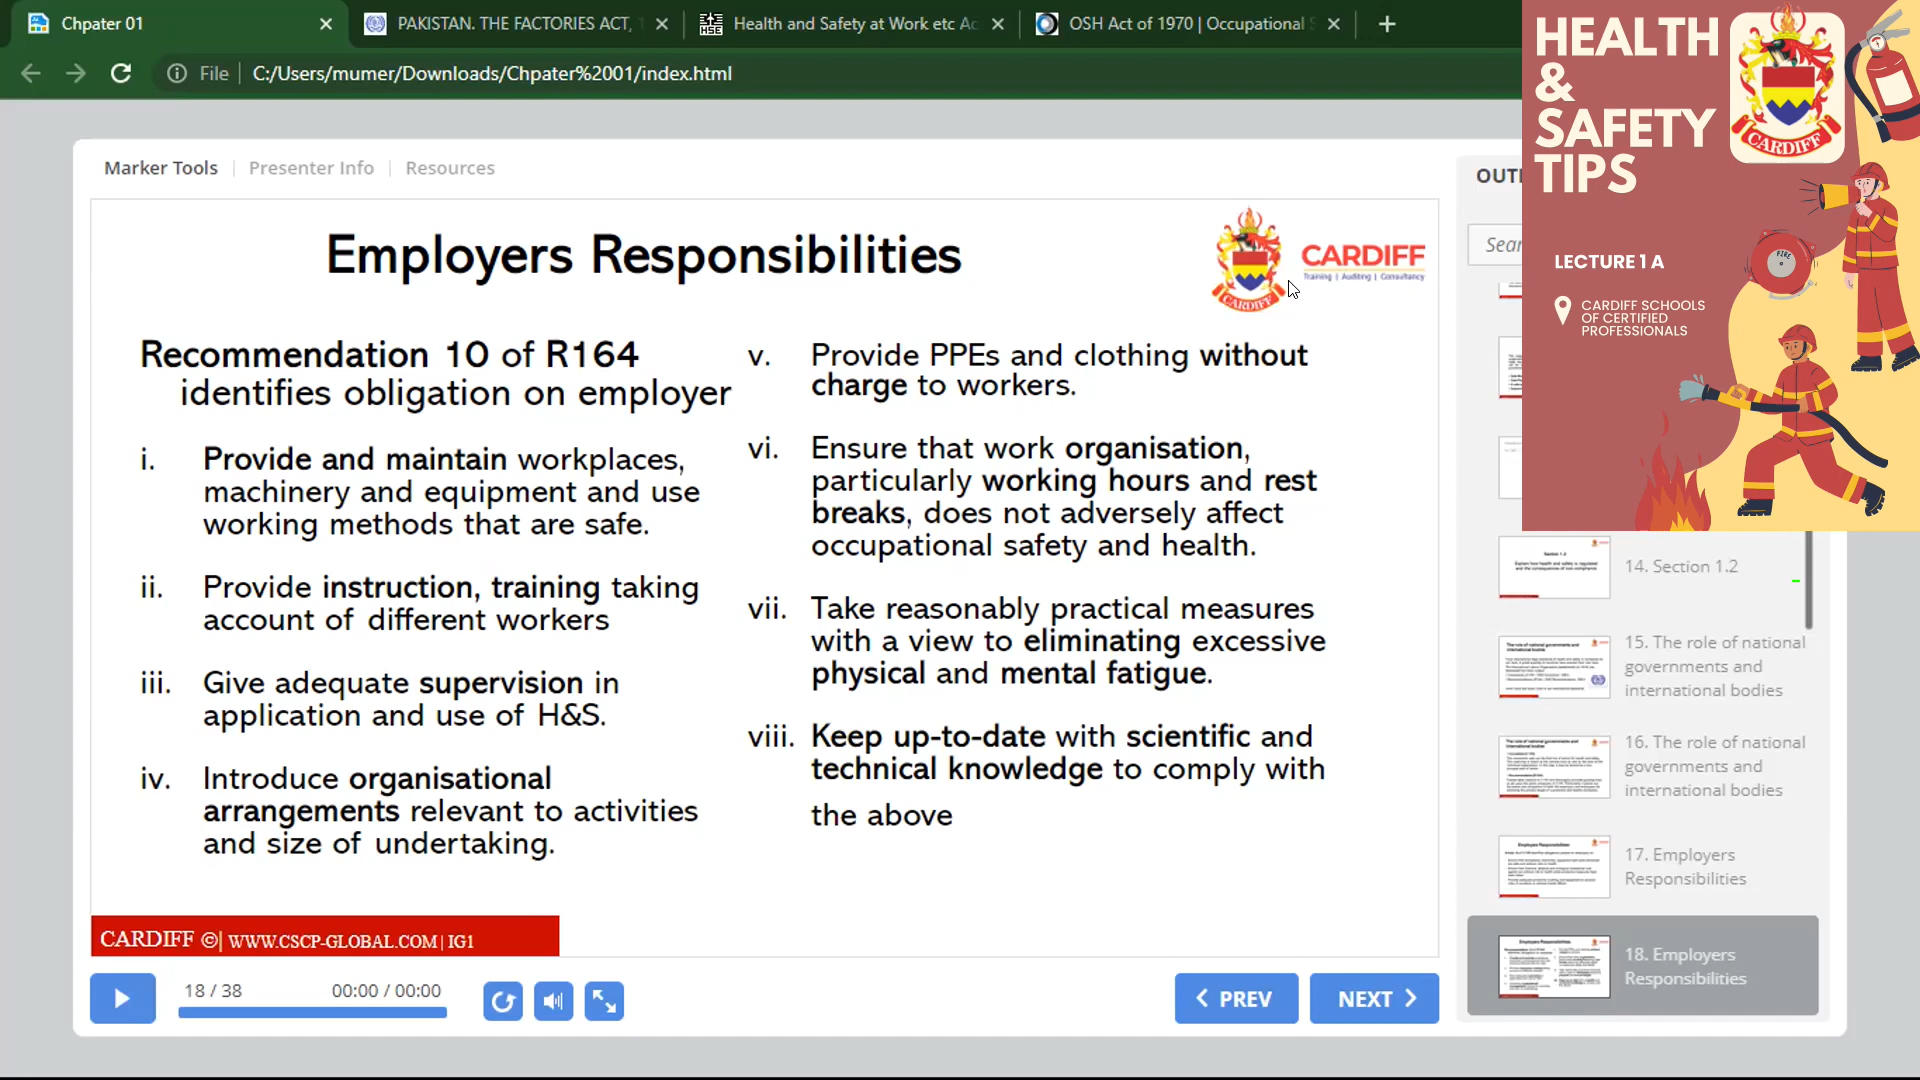 Chpater 01
PAKISTAN. THE FACTORIES ACT,
HSE
Health and Safety at Work etc Ac
OSH Act of 1970 | Occupational S
File
C:/Users/mumer/Downloads/Chpater%2001/index.html
HEALTH
&
SAFETY
TIPS
CARDIFF
FIRE
LECTURE 1 A
CARDIFF SCHOOLS
OF CERTIFIED
PROFESSIONALS
Marker Tools
Presenter Info
Resources
OUTL
Sear
Employers Responsibilities
CARDIFF
CARDIFF
Training | Auditing | Consultancy
Recommendation 10 of R164
identifies obligation on employer
i. Provide and maintain workplaces,
machinery and equipment and use
working methods that are safe.
ii. Provide instruction, training taking
account of different workers
iii. Give adequate supervision in
application and use of H&S.
iv. Introduce organisational
arrangements relevant to activities
and size of undertaking.
v. Provide PPEs and clothing without
charge to workers.
vi. Ensure that work organisation,
particularly working hours and rest
breaks, does not adversely affect
occupational safety and health.
vii. Take reasonably practical measures
with a view to eliminating excessive
physical and mental fatigue.
viii. Keep up-to-date with scientific and
technical knowledge to comply with
the above
CARDIFF ©| WWW.CSCP-GLOBAL.COM | IG1
14. Section 1.2
15. The role of national
governments and
international bodies
16. The role of national
governments and
international bodies
17. Employers
Responsibilities
18. Employers
Responsibilities
18 / 38
00:00 / 00:00
PREV
NEXT